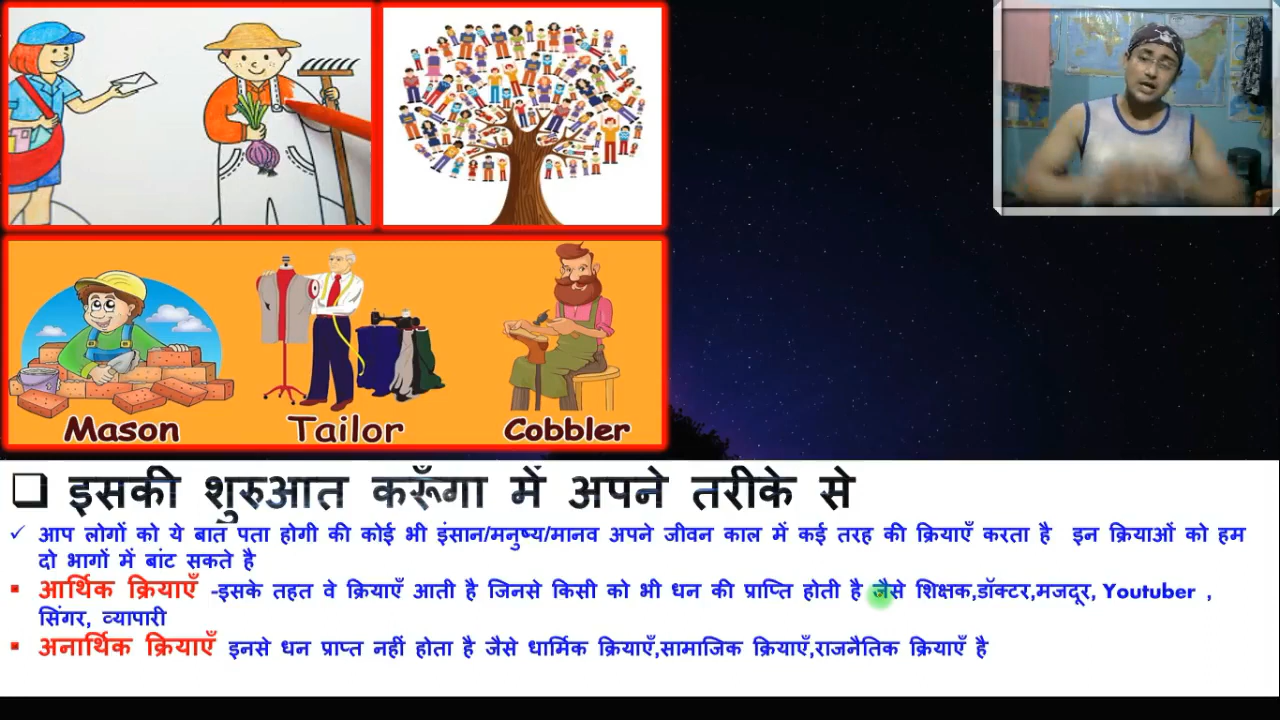 Mason Tailor Cobbler
❑ इसकी शुरुआत करूँगा में अपने तरीके से
✓ आप लोगों को ये बात पता होगी की कोई भी इंसान/मनुष्य/मानव अपने जीवन काल में कई तरह की क्रियाएँ करता है इन क्रियाओं को हम
दो भागों में बांट सकते है
▪ आर्थिक क्रियाएँ -इसके तहत वे क्रियाएँ आती है जिनसे किसी को भी धन की प्राप्ति होती है जैसे शिक्षक,डॉक्टर,मजदूर, Youtuber ,
सिंगर, व्यापारी
▪ अनार्थिक क्रियाएँ इनसे धन प्राप्त नहीं होता है जैसे धार्मिक क्रियाएँ,सामाजिक क्रियाएँ,राजनैतिक क्रियाएँ है